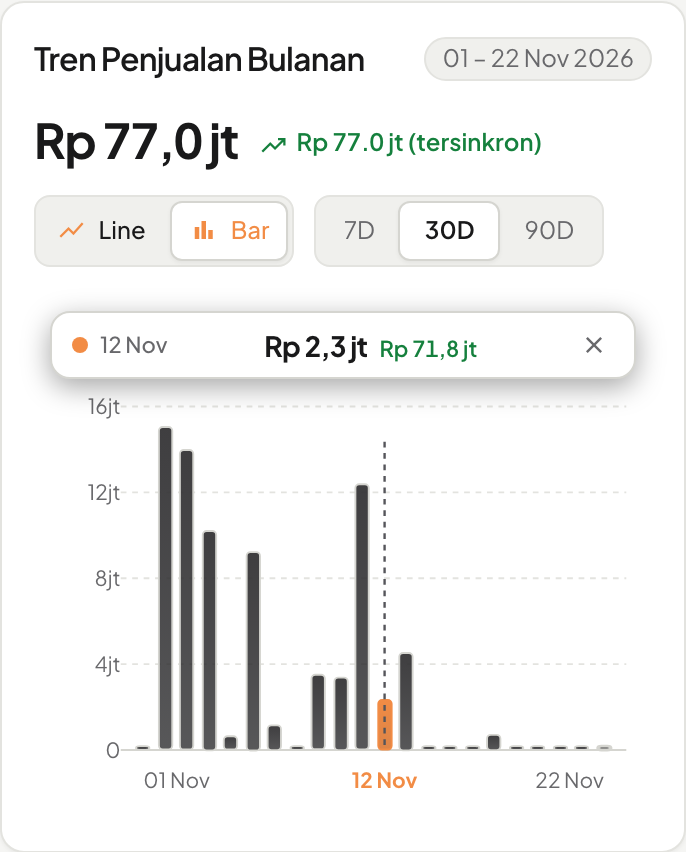 Tren Penjualan Bulanan
01 – 22 Nov 2026
Rp 77,0 jt
Rp 77.0 jt (tersinkron)
Line
Bar
7D
30D
90D
12 Nov
Rp 2,3 jt
Rp 71,8 jt
16jt
12jt
8jt
4jt
0
01 Nov
12 Nov
22 Nov